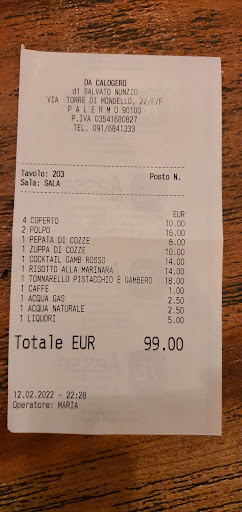 DA CALOGERO
di SALVATO NUNZIO
VIA TORRE DI MONDELLO, 22/E/F
PALERMO 90100
P.IVA 03541680827
TEL. 091/6841333
Tavolo: 203 Posto N.
Sala: SALA
EUR
4 COPERTO 10.00
2 POLPO 16.00
1 PEPATA DI COZZE 6.00
1 ZUPPA DI COZZE 10.00
1 COCKTAIL GAMB ROSSO 14.00
1 RISOTTO ALLA MARINARA 14.00
1 TONNARELLO PISTACCHIO E GAMBERO 18.00
1 CAFFE 1.00
1 ACQUA GAS 2.50
1 ACQUA NATURALE 2.50
1 LIQUORI 5.00
Totale EUR 99.00
12.02.2022 - 22:28
Operatore: MARIA